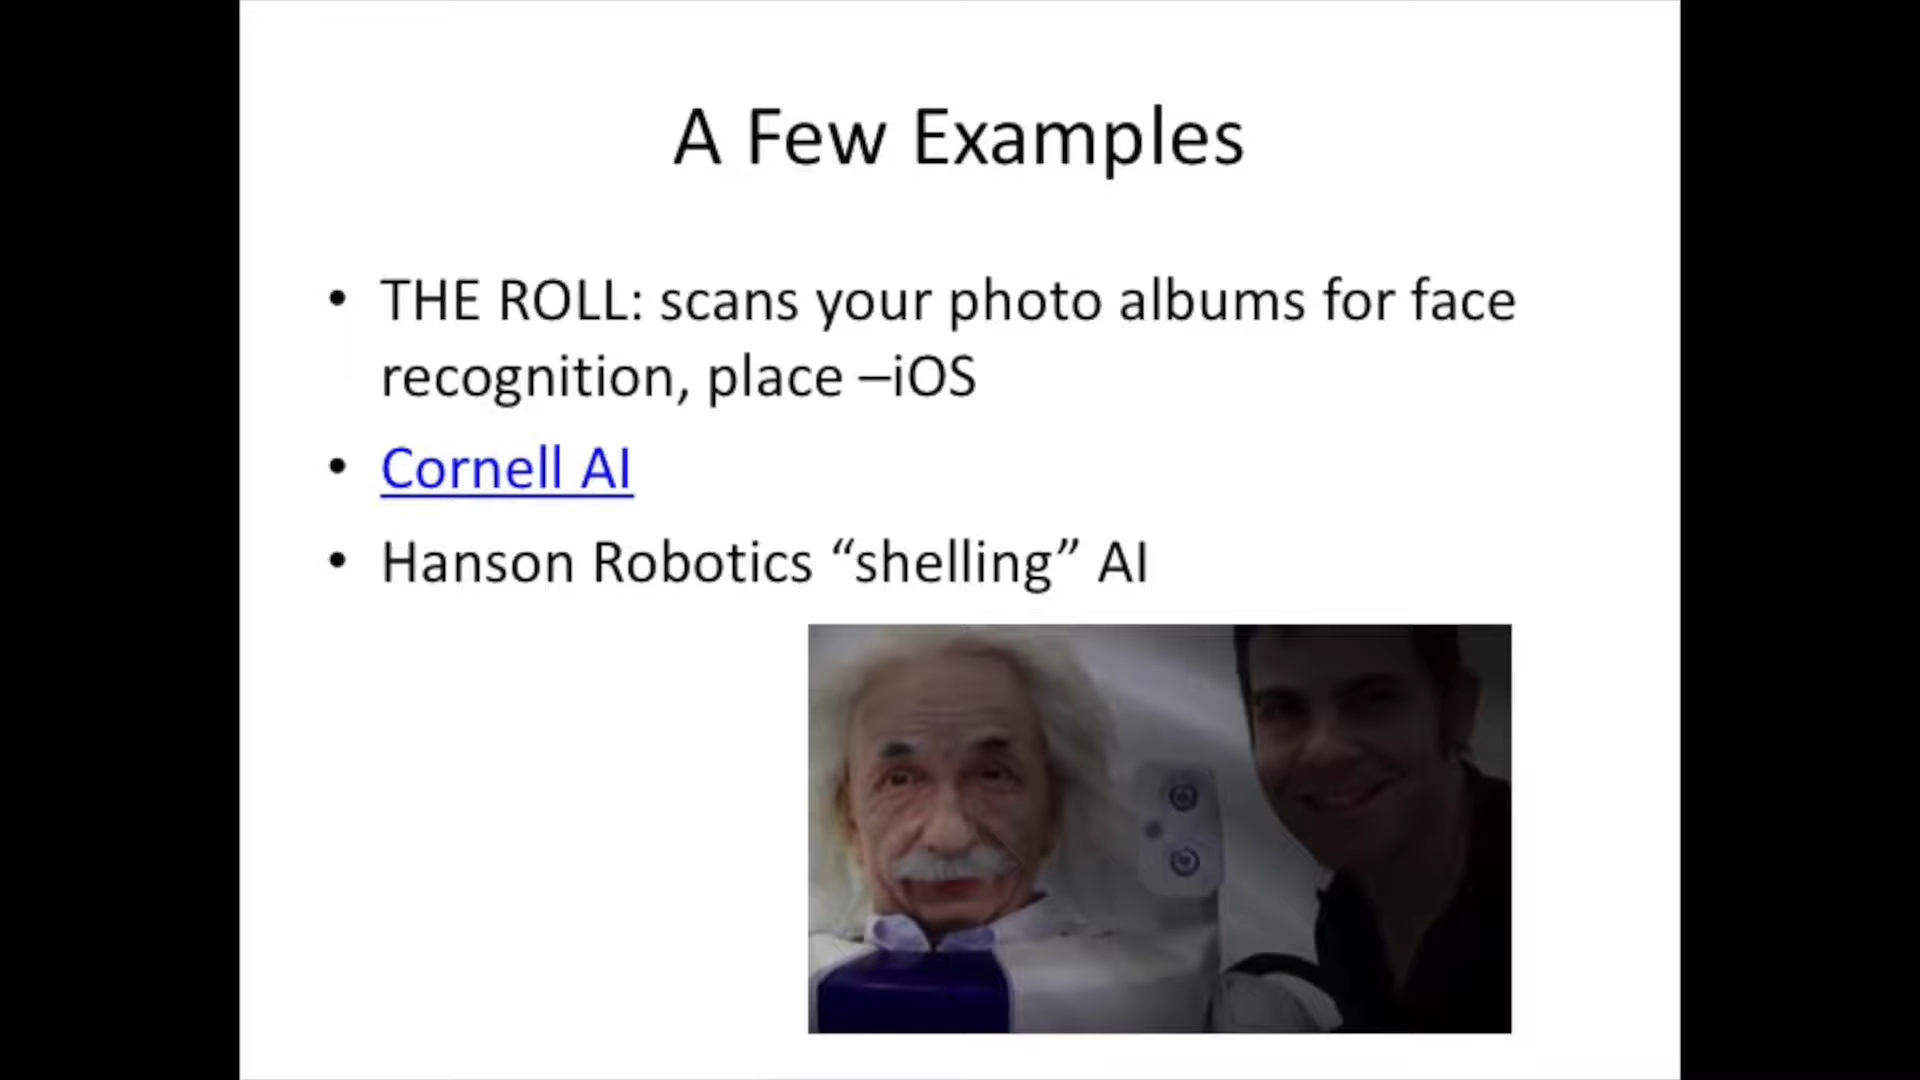 A Few Examples
• THE ROLL: scans your photo albums for face
recognition, place –iOS
• Cornell AI
• Hanson Robotics “shelling” AI